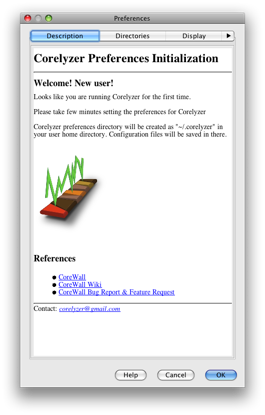 Preferences
Description Directories Display
Corelyzer Preferences Initialization
Welcome! New user!
Looks like you are running Corelyzer for the first time.
Please take few minutes setting the preferences for Corelyzer
Corelyzer preferences directory will be created as "~/.corelyzer" in
your user home directory. Configuration files will be saved in there.
References
CoreWall
CoreWall Wiki
CoreWall Bug Report & Feature Request
Contact: corelyzer@gmail.com
Help Cancel OK